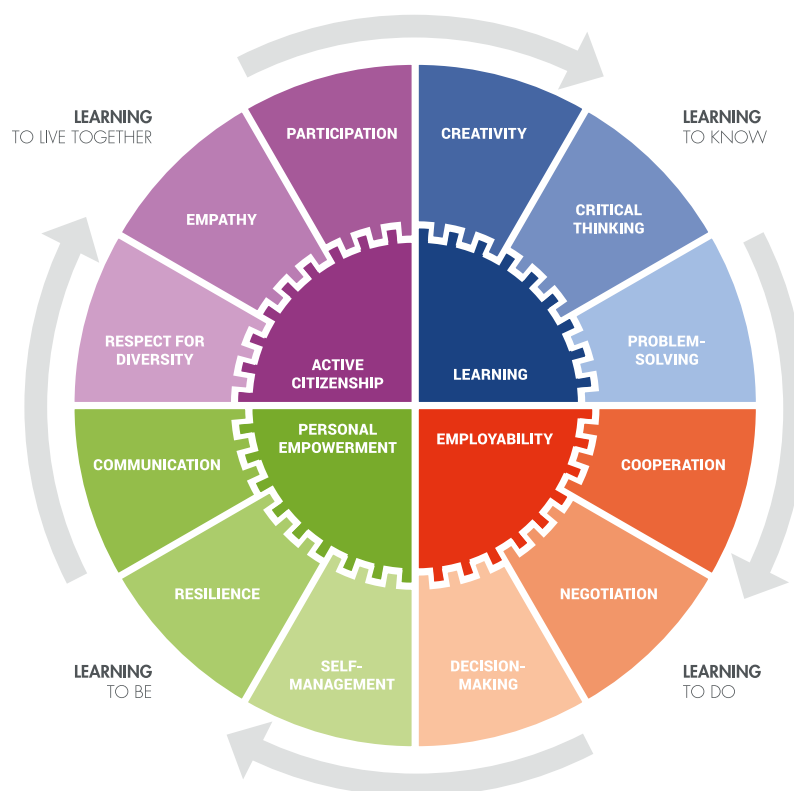 LEARNING
TO LIVE TOGETHER
PARTICIPATION
CREATIVITY
LEARNING
TO KNOW
EMPATHY
CRITICAL
THINKING
RESPECT FOR
DIVERSITY
PROBLEM-
SOLVING
ACTIVE
CITIZENSHIP
LEARNING
PERSONAL
EMPOWERMENT
EMPLOYABILITY
COMMUNICATION
COOPERATION
RESILIENCE
NEGOTIATION
LEARNING
TO BE
SELF-
MANAGEMENT
DECISION-
MAKING
LEARNING
TO DO